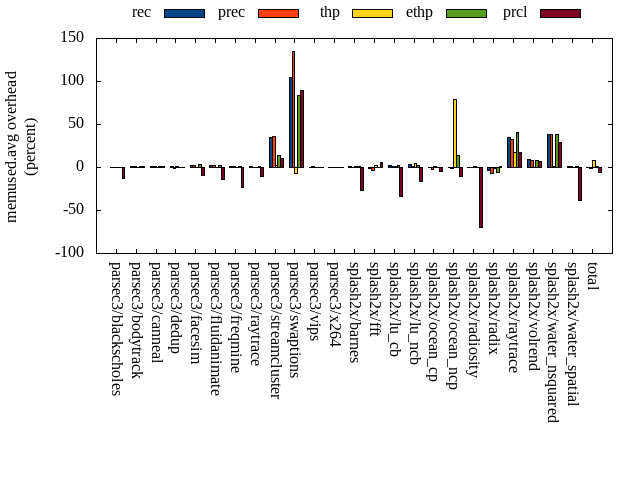 rec prec thp ethp prcl
memused.avg overhead
(percent)
150
100
50
0
-50
-100
parsec3/blackscholes
parsec3/bodytrack
parsec3/canneal
parsec3/dedup
parsec3/facesim
parsec3/fluidanimate
parsec3/freqmine
parsec3/raytrace
parsec3/streamcluster
parsec3/swaptions
parsec3/vips
parsec3/x264
splash2x/barnes
splash2x/fft
splash2x/lu_cb
splash2x/lu_ncb
splash2x/ocean_cp
splash2x/ocean_ncp
splash2x/radiosity
splash2x/radix
splash2x/raytrace
splash2x/volrend
splash2x/water_nsquared
splash2x/water_spatial
total